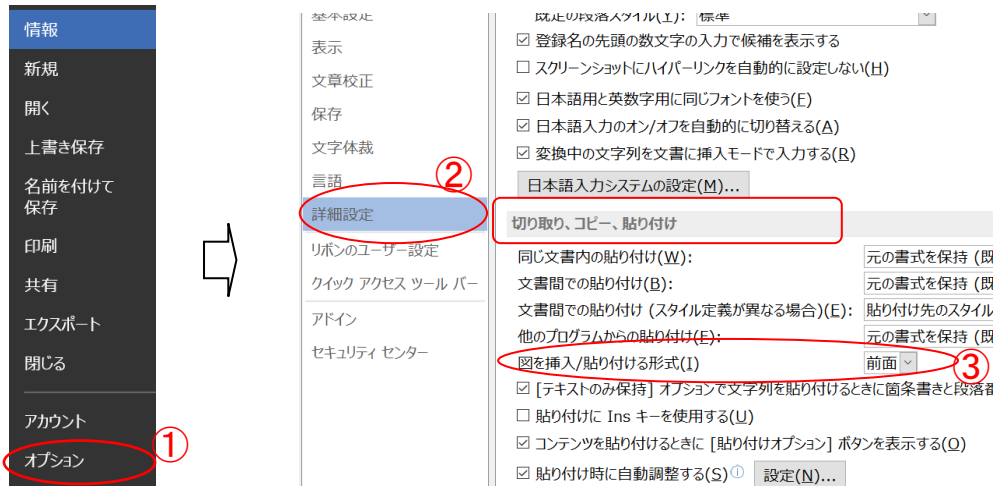 情報
新規
開く
上書き保存
名前を付けて
保存
印刷
共有
エクスポート
閉じる
アカウント
①
オプション
基本設定
表示
文章校正
保存
文字体裁
②
言語
詳細設定
リボンのユーザー設定
クイック アクセス ツール バー
アドイン
セキュリティ センター
既定の段落スタイル(Y): 標準
登録名の先頭の数文字の入力で候補を表示する
スクリーンショットにハイパーリンクを自動的に設定しない(H)
日本語用と英数字用に同じフォントを使う(F)
日本語入力のオン/オフを自動的に切り替える(A)
変換中の文字列を文書に挿入モードで入力する(R)
日本語入力システムの設定(M)...
切り取り、コピー、貼り付け
同じ文書内の貼り付け(W): 元の書式を保持 (既
文書間での貼り付け(B): 元の書式を保持 (既
文書間での貼り付け (スタイル定義が異なる場合)(E): 貼り付け先のスタイル
他のプログラムからの貼り付け(F): 元の書式を保持 (既
図を挿入/貼り付ける形式(I) 前面 ③
[テキストのみ保持] オプションで文字列を貼り付けるときに箇条書きと段落番
貼り付けに Ins キーを使用する(U)
コンテンツを貼り付けるときに [貼り付けオプション] ボタンを表示する(O)
貼り付け時に自動調整する(S) 設定(N)...